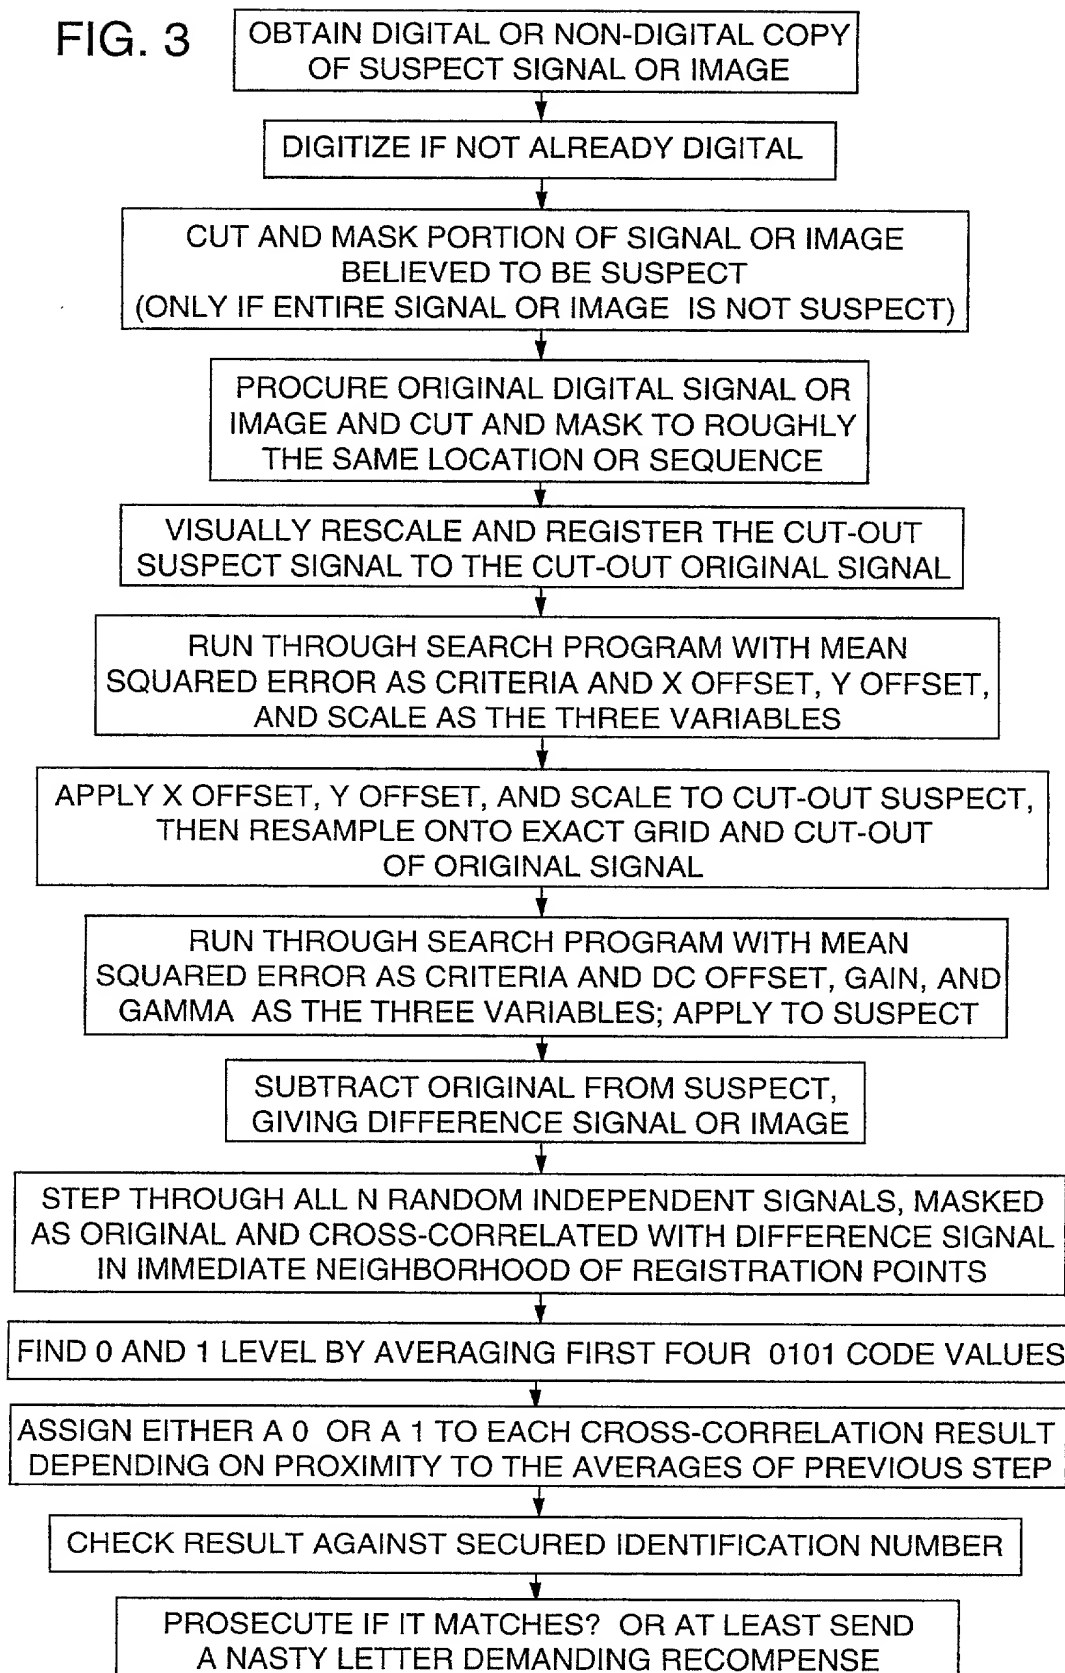 FIG. 3
OBTAIN DIGITAL OR NON-DIGITAL COPY
OF SUSPECT SIGNAL OR IMAGE
DIGITIZE IF NOT ALREADY DIGITAL
CUT AND MASK PORTION OF SIGNAL OR IMAGE
BELIEVED TO BE SUSPECT
(ONLY IF ENTIRE SIGNAL OR IMAGE IS NOT SUSPECT)
PROCURE ORIGINAL DIGITAL SIGNAL OR
IMAGE AND CUT AND MASK TO ROUGHLY
THE SAME LOCATION OR SEQUENCE
VISUALLY RESCALE AND REGISTER THE CUT-OUT
SUSPECT SIGNAL TO THE CUT-OUT ORIGINAL SIGNAL
RUN THROUGH SEARCH PROGRAM WITH MEAN
SQUARED ERROR AS CRITERIA AND X OFFSET, Y OFFSET,
AND SCALE AS THE THREE VARIABLES
APPLY X OFFSET, Y OFFSET, AND SCALE TO CUT-OUT SUSPECT,
THEN RESAMPLE ONTO EXACT GRID AND CUT-OUT
OF ORIGINAL SIGNAL
RUN THROUGH SEARCH PROGRAM WITH MEAN
SQUARED ERROR AS CRITERIA AND DC OFFSET, GAIN, AND
GAMMA AS THE THREE VARIABLES; APPLY TO SUSPECT
SUBTRACT ORIGINAL FROM SUSPECT,
GIVING DIFFERENCE SIGNAL OR IMAGE
STEP THROUGH ALL N RANDOM INDEPENDENT SIGNALS, MASKED
AS ORIGINAL AND CROSS-CORRELATED WITH DIFFERENCE SIGNAL
IN IMMEDIATE NEIGHBORHOOD OF REGISTRATION POINTS
FIND 0 AND 1 LEVEL BY AVERAGING FIRST FOUR 0101 CODE VALUES
ASSIGN EITHER A 0 OR A 1 TO EACH CROSS-CORRELATION RESULT
DEPENDING ON PROXIMITY TO THE AVERAGES OF PREVIOUS STEP
CHECK RESULT AGAINST SECURED IDENTIFICATION NUMBER
PROSECUTE IF IT MATCHES? OR AT LEAST SEND
A NASTY LETTER DEMANDING RECOMPENSE